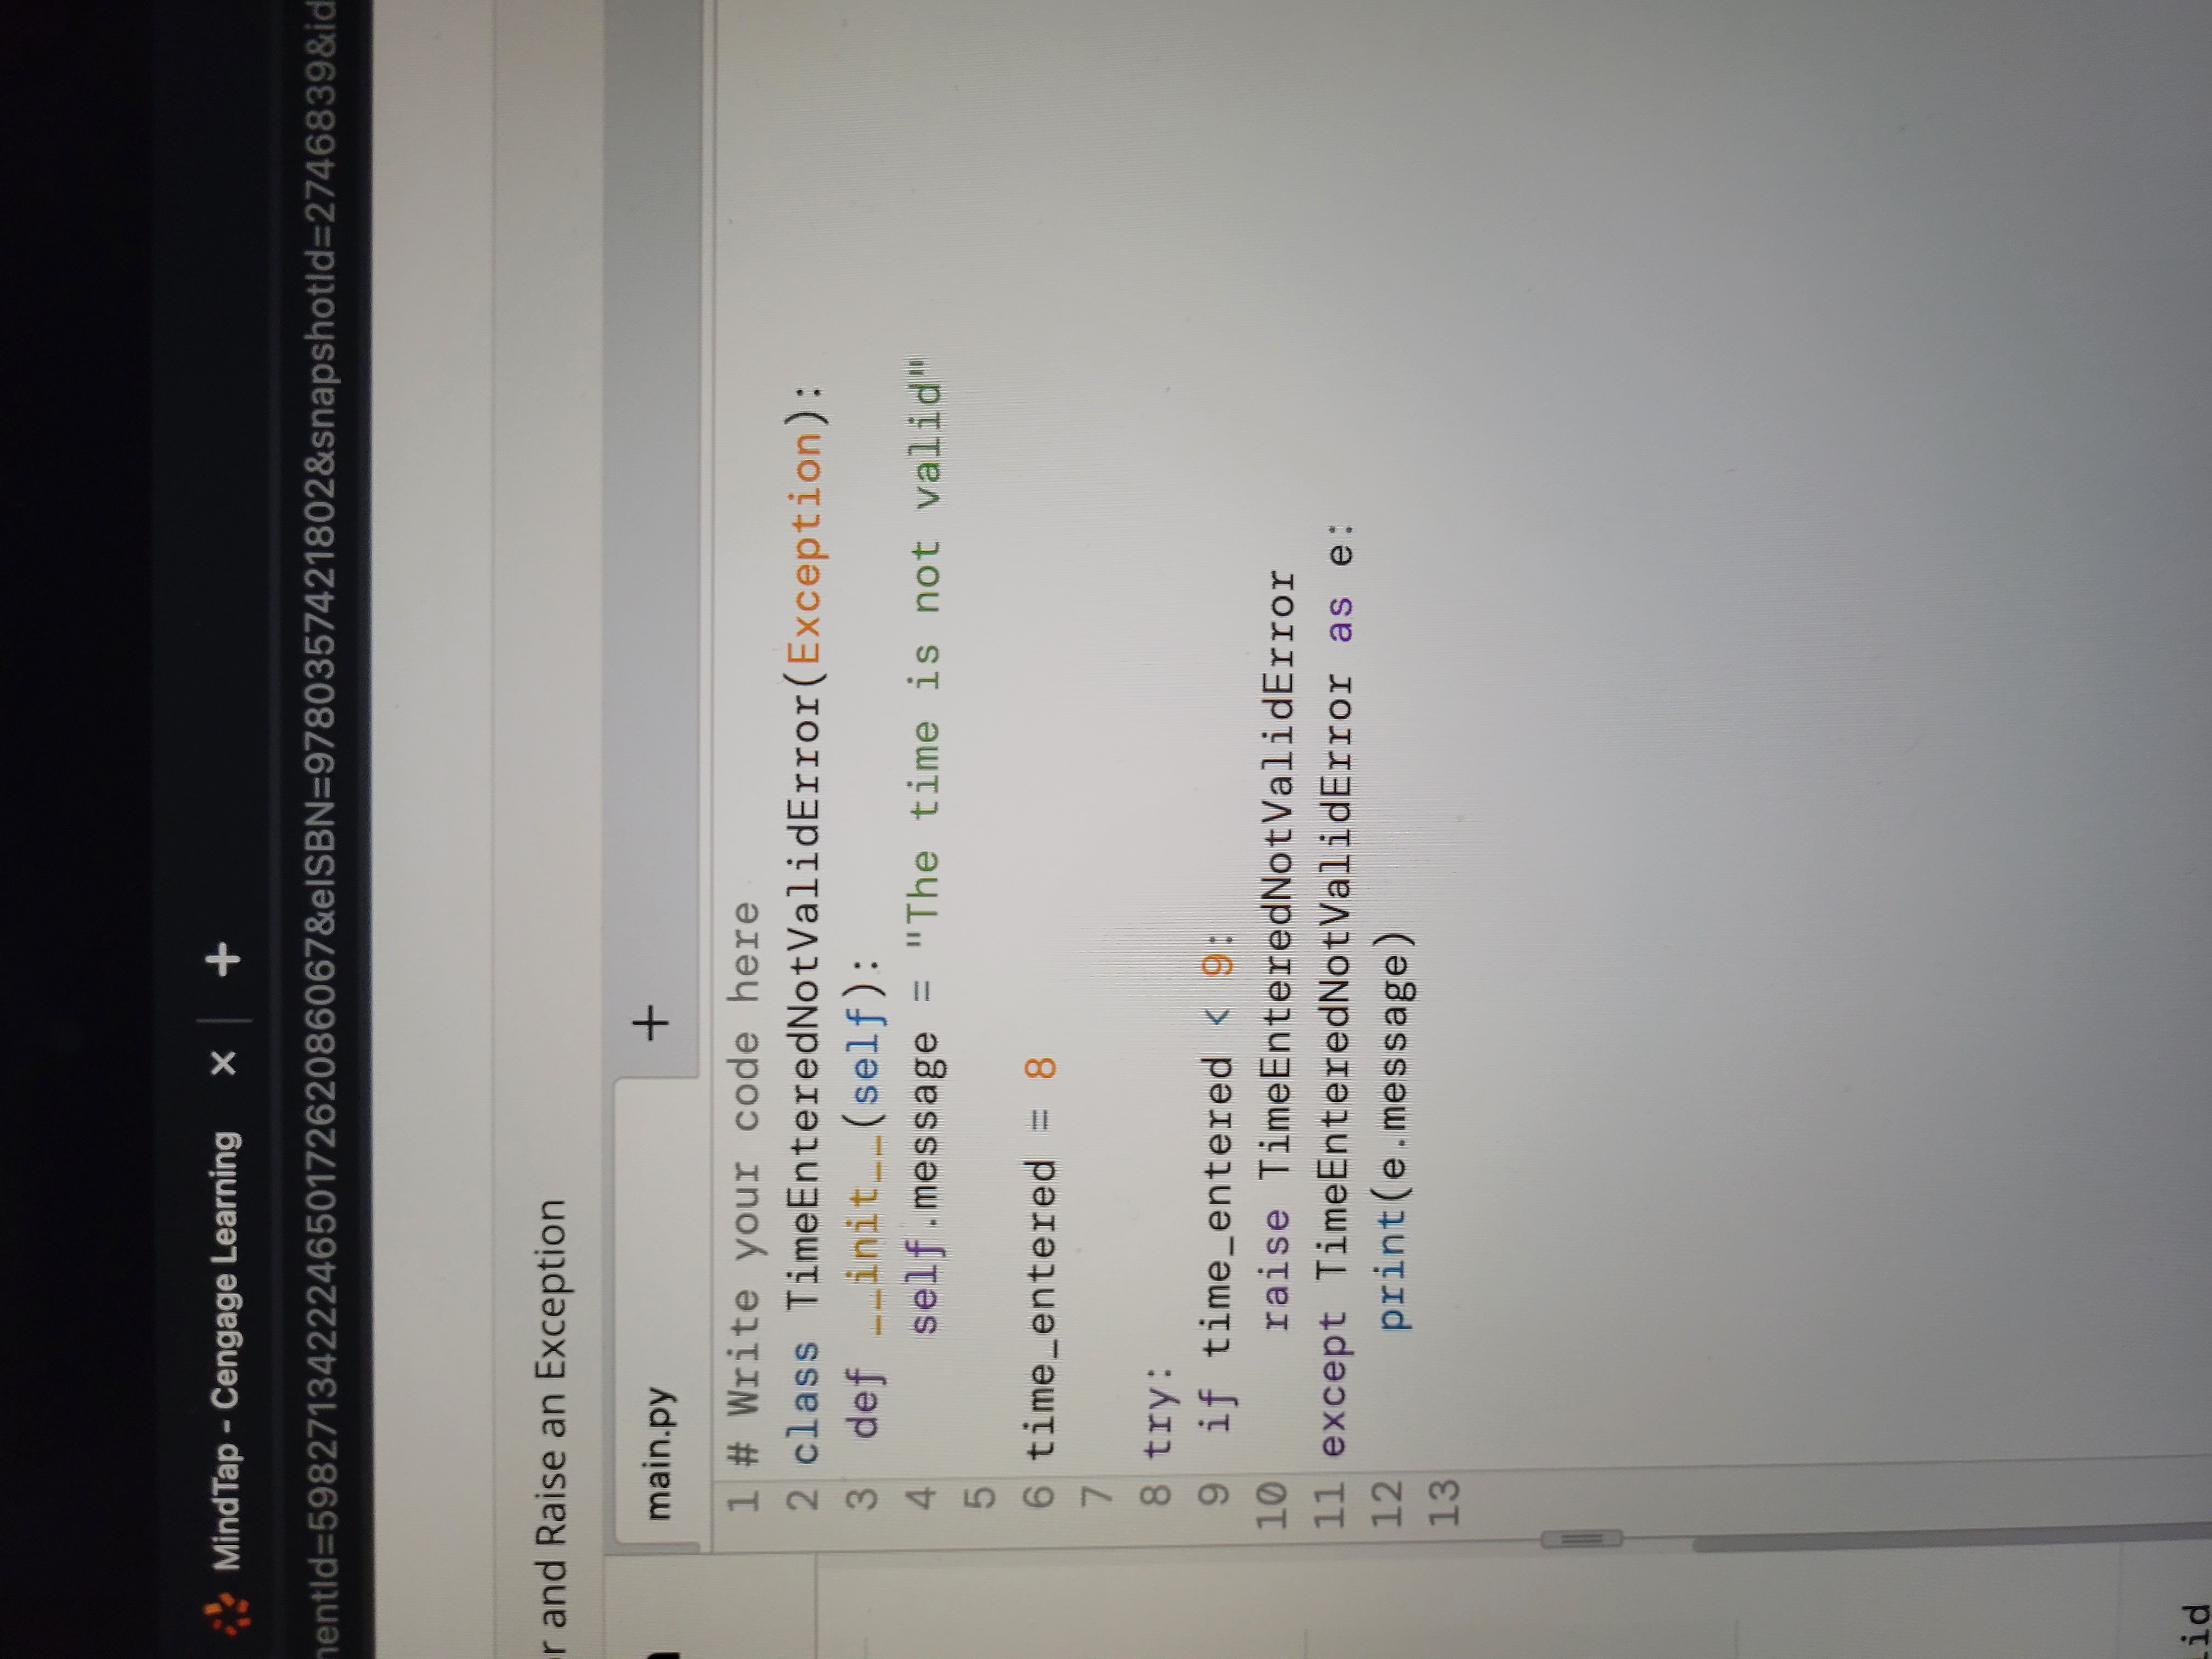 MindTap - Cengage Learning × +
nentId=59827134222465017262086067&eISBN=9780357421802&snapshotId=2746839&id
r and Raise an Exception
main.py +
1 # Write your code here
2 class TimeEnteredNotValidError(Exception):
3  def __init__(self):
4      self.message = "The time is not valid"
5
6 time_entered = 8
7
8 try:
9  if time_entered < 9:
10      raise TimeEnteredNotValidError
11 except TimeEnteredNotValidError as e:
12      print(e.message)
13
lid